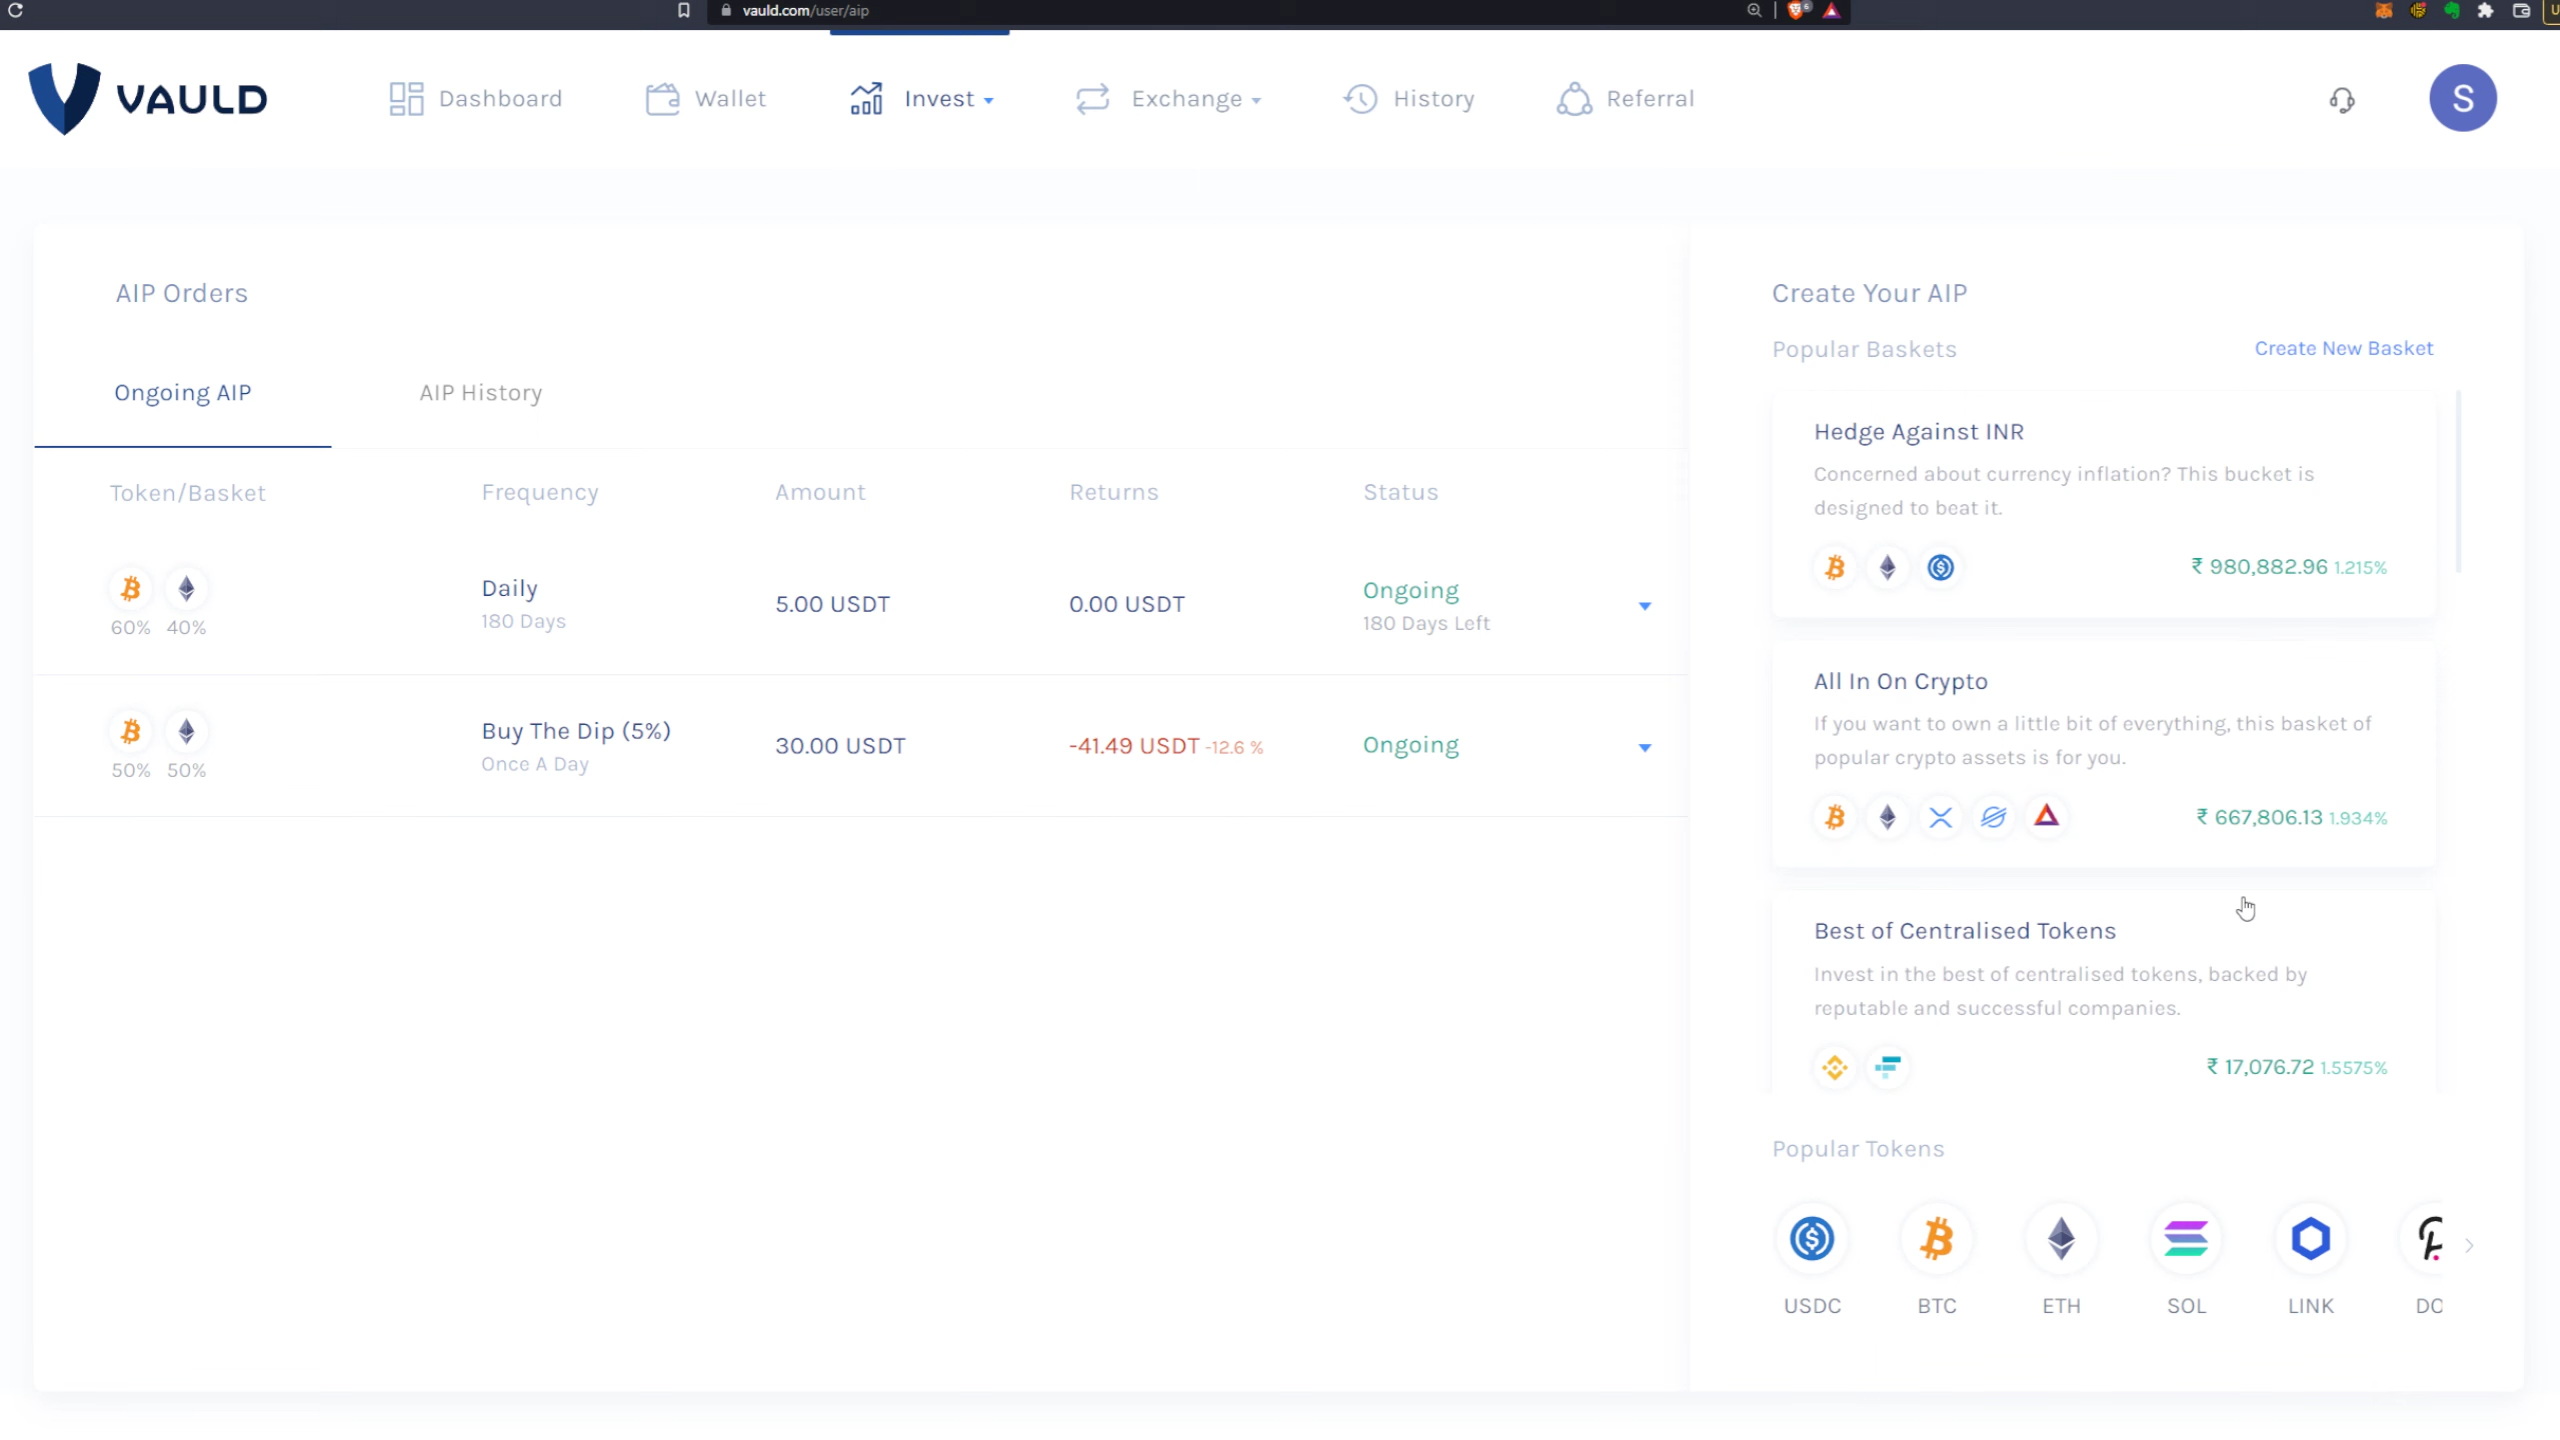 vauld.com/user/aip
6
VAULD
Dashboard
Wallet
Invest
Exchange
History
Referral
S
AIP Orders
Ongoing AIP
AIP History
Token/Basket
Frequency
Amount
Returns
Status
Daily
5.00 USDT
0.00 USDT
Ongoing
60% 40%
180 Days
180 Days Left
Buy The Dip (5%)
30.00 USDT
-41.49 USDT -12.6 %
Ongoing
50% 50%
Once A Day
Create Your AIP
Popular Baskets
Create New Basket
Hedge Against INR
Concerned about currency inflation? This bucket is
designed to beat it.
₹ 980,882.96 1.215%
All In On Crypto
If you want to own a little bit of everything, this basket of
popular crypto assets is for you.
₹ 667,806.13 1.934%
Best of Centralised Tokens
Invest in the best of centralised tokens, backed by
reputable and successful companies.
₹ 17,076.72 1.5575%
Popular Tokens
USDC
BTC
ETH
SOL
LINK